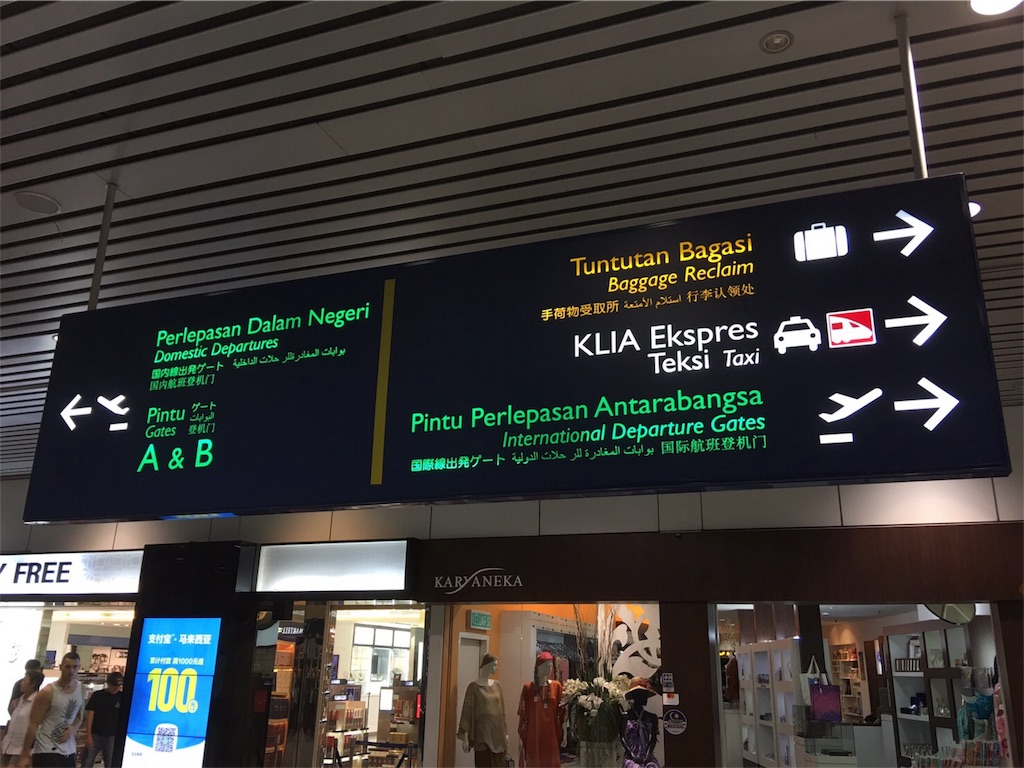 Perlepasan Dalam Negeri
Domestic Departures
国内線出発ゲート بوابات المغادرةللر حلات الداخلية
国内航班登机门
Pintu ゲート
البوابات
Gates 登机门
A & B
Tuntutan Bagasi
Baggage Reclaim
手荷物受取所 استلام الأمتعة 行李认领处
KLIA Ekspres
Teksi Taxi
Pintu Perlepasan Antarabangsa
International Departure Gates
国際線出発ゲート بوابات المغادرة للر حلات الدولية 国际航班登机门
Y FREE
KARYANEKA
支付宝 · 马来西亚
100